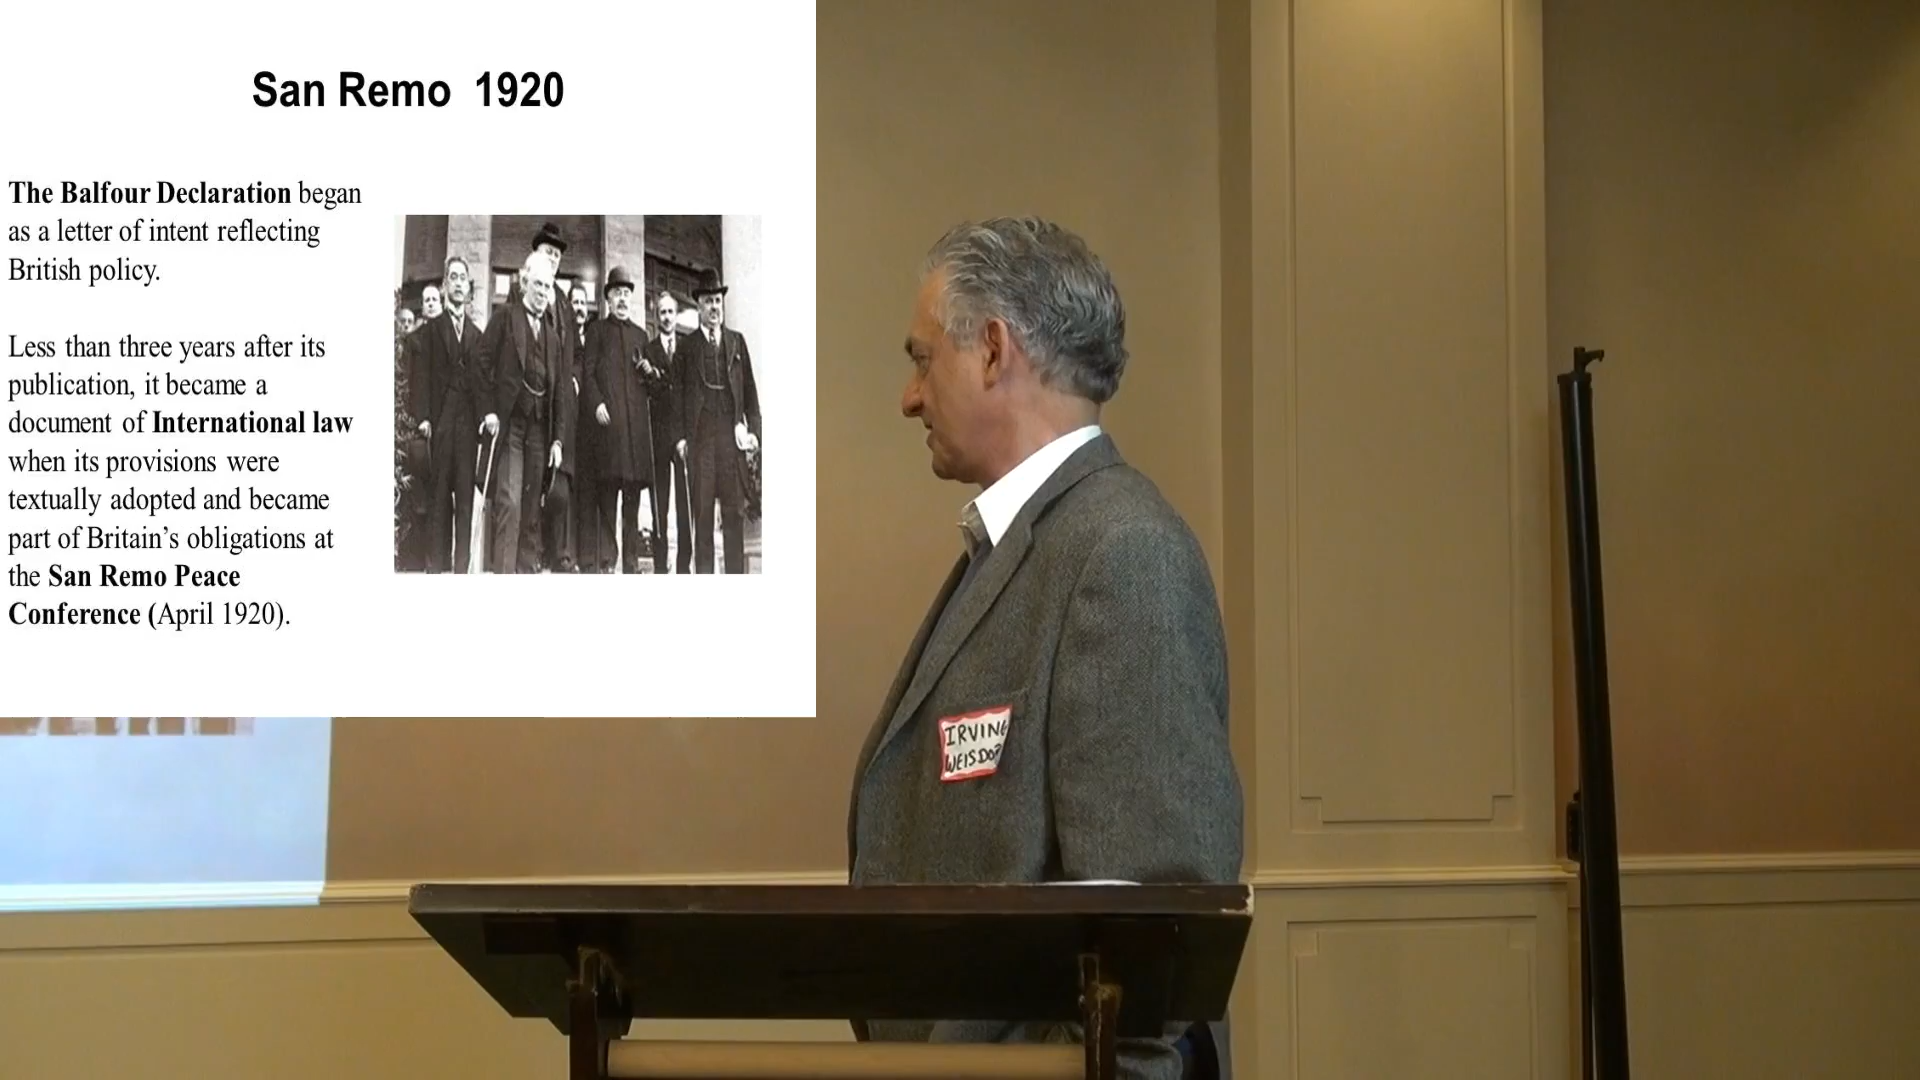 San Remo 1920
The Balfour Declaration began
as a letter of intent reflecting
British policy.
Less than three years after its
publication, it became a
document of International law
when its provisions were
textually adopted and became
part of Britain’s obligations at
the San Remo Peace
Conference (April 1920).
IRVING